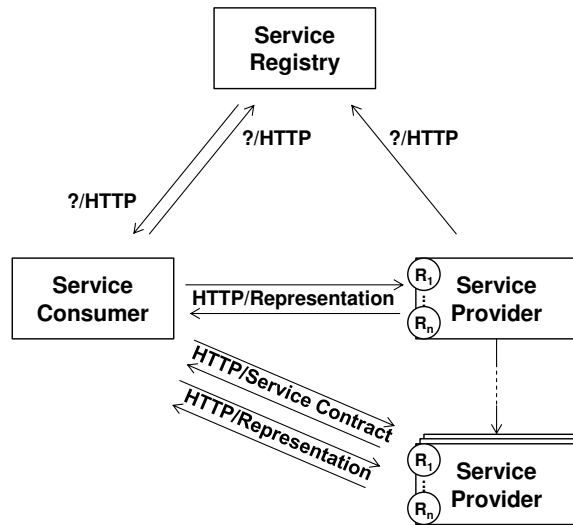 Service
Registry
?/HTTP
?/HTTP
?/HTTP
Service
Consumer
HTTP/Representation
R1
⋮
Rn
Service
Provider
HTTP/Service Contract
HTTP/Representation
R1
⋮
Rn
Service
Provider